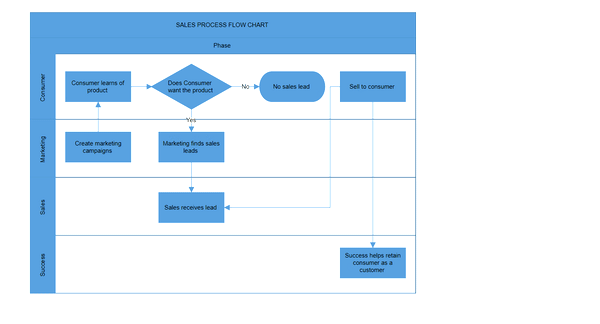 SALES PROCESS FLOW CHART
Phase
Consumer
Consumer learns of
product
Does Consumer
want the product
No
No sales lead
Sell to consumer
Yes
Marketing
Create marketing
campaigns
Marketing finds sales
leads
Sales
Sales receives lead
Success
Success helps retain
consumer as a
customer